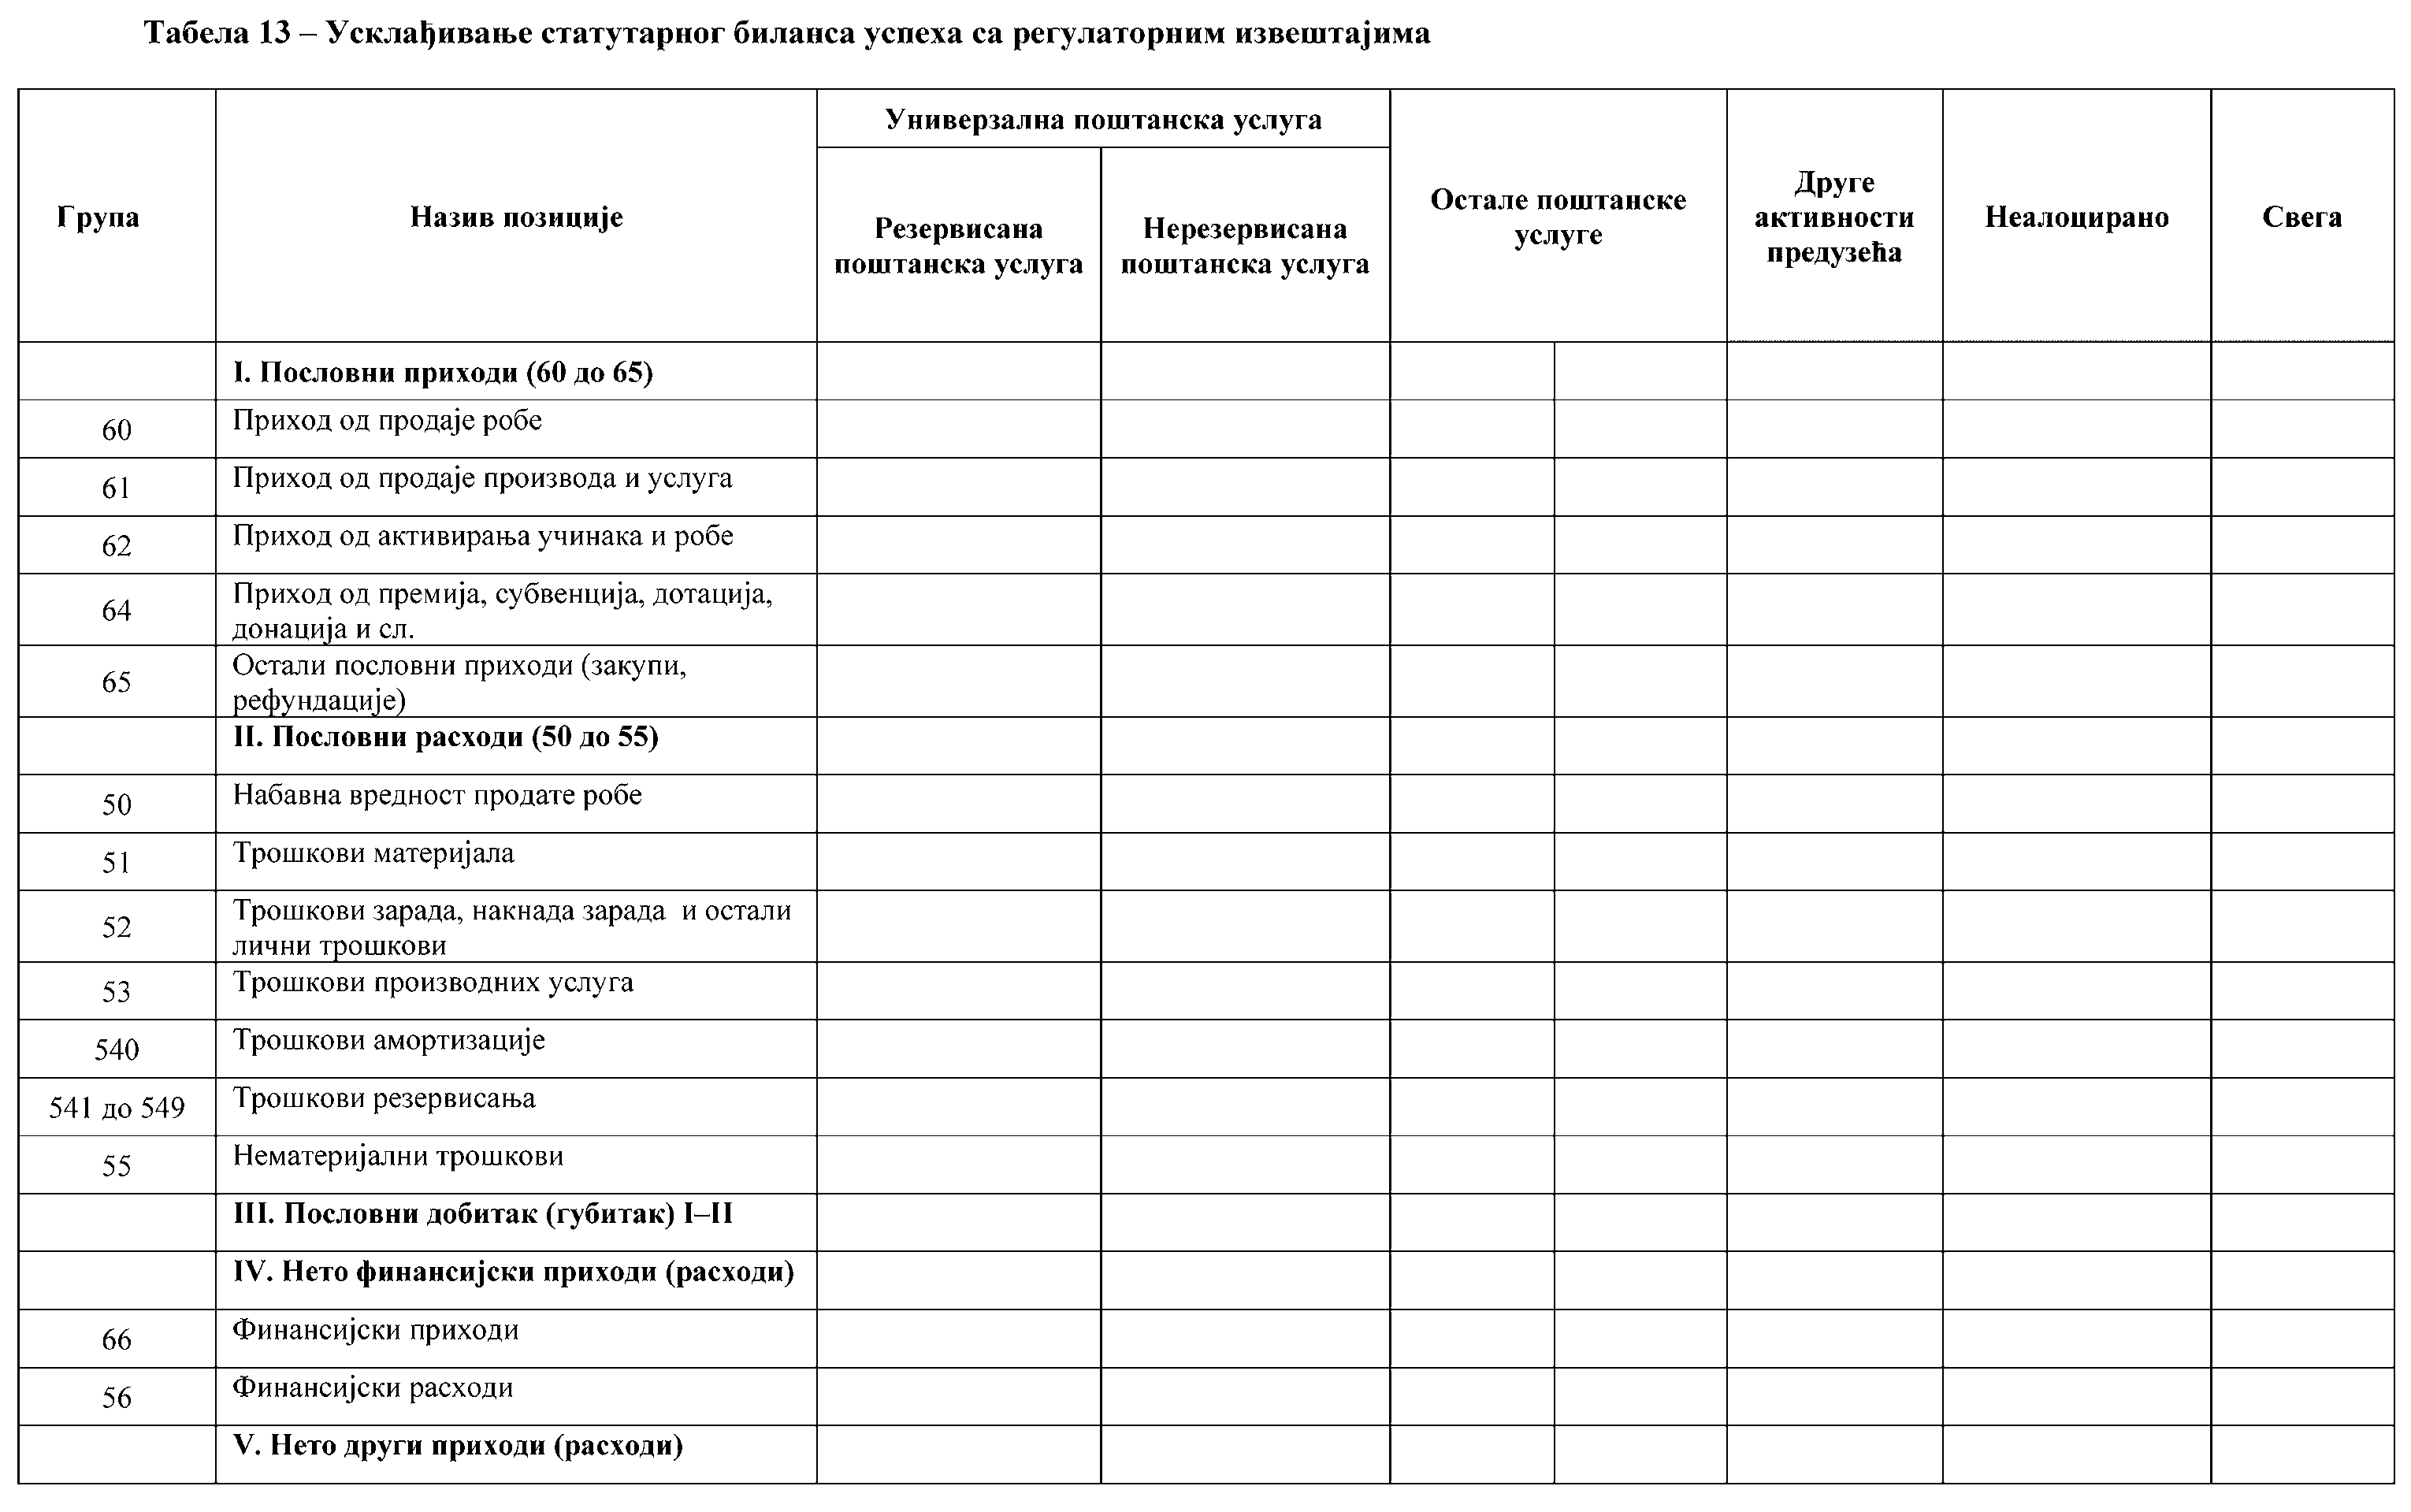 Табела 13 – Усклађивање статутарног биланса успеха са регулаторним извештајима
Група
Назив позиције
Универзална поштанска услуга
Резервисана
поштанска услуга
Нерезервисана
поштанска услуга
Остале поштанске
услуге
Друге
активности
предузећа
Неалоцирано
Свега
I. Пословни приходи (60 до 65)
60 Приход од продаје робе
61 Приход од продаје производа и услуга
62 Приход од активирања учинака и робе
64 Приход од премија, субвенција, дотација,
донација и сл.
65 Остали пословни приходи (закупи,
рефундације)
II. Пословни расходи (50 до 55)
50 Набавна вредност продате робе
51 Трошкови материјала
52 Трошкови зарада, накнада зарада и остали
лични трошкови
53 Трошкови производних услуга
540 Трошкови амортизације
541 до 549 Трошкови резервисања
55 Нематеријални трошкови
III. Пословни добитак (губитак) I–II
IV. Нето финансијски приходи (расходи)
66 Финансијски приходи
56 Финансијски расходи
V. Нето други приходи (расходи)